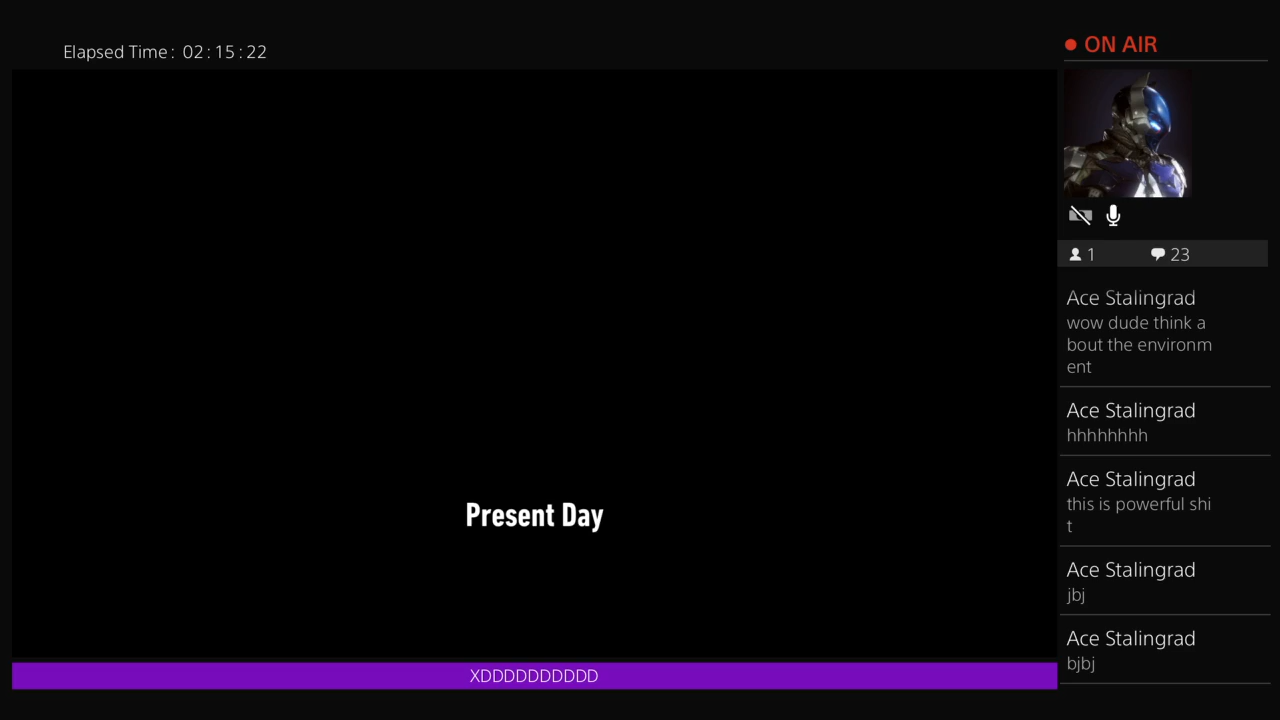 Elapsed Time: 02:15:22
ON AIR
1 23
Ace Stalingrad
wow dude think a
bout the environm
ent
Ace Stalingrad
hhhhhhhh
Ace Stalingrad
this is powerful shi
t
Ace Stalingrad
jbj
Ace Stalingrad
bjbj
Present Day
XDDDDDDDDDD